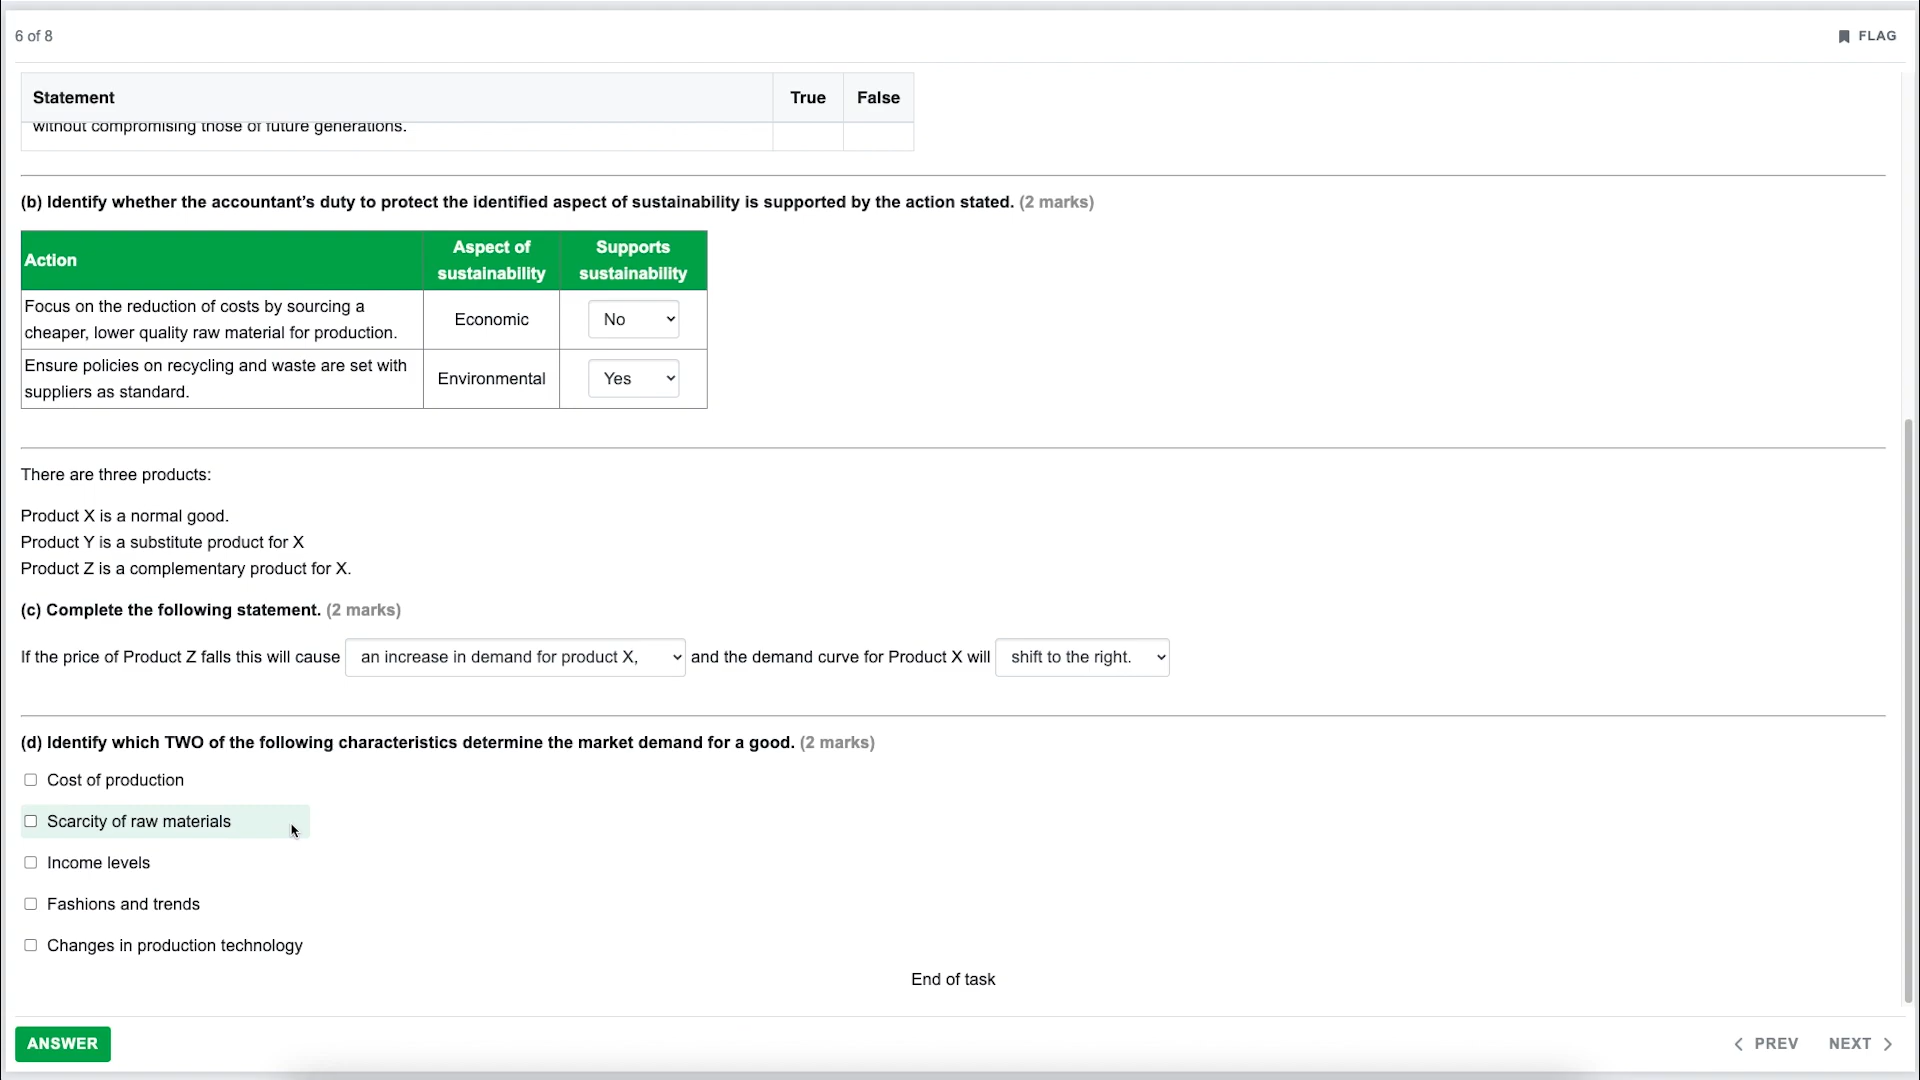 6 of 8
FLAG
Statement True False
without compromising those of future generations.
(b) Identify whether the accountant’s duty to protect the identified aspect of sustainability is supported by the action stated. (2 marks)
Action Aspect of sustainability Supports sustainability
Focus on the reduction of costs by sourcing a
cheaper, lower quality raw material for production.
Economic
No
Ensure policies on recycling and waste are set with
suppliers as standard.
Environmental
Yes
There are three products:
Product X is a normal good.
Product Y is a substitute product for X
Product Z is a complementary product for X.
(c) Complete the following statement. (2 marks)
If the price of Product Z falls this will cause an increase in demand for product X, and the demand curve for Product X will shift to the right.
(d) Identify which TWO of the following characteristics determine the market demand for a good. (2 marks)
Cost of production
Scarcity of raw materials
Income levels
Fashions and trends
Changes in production technology
End of task
ANSWER
PREV NEXT